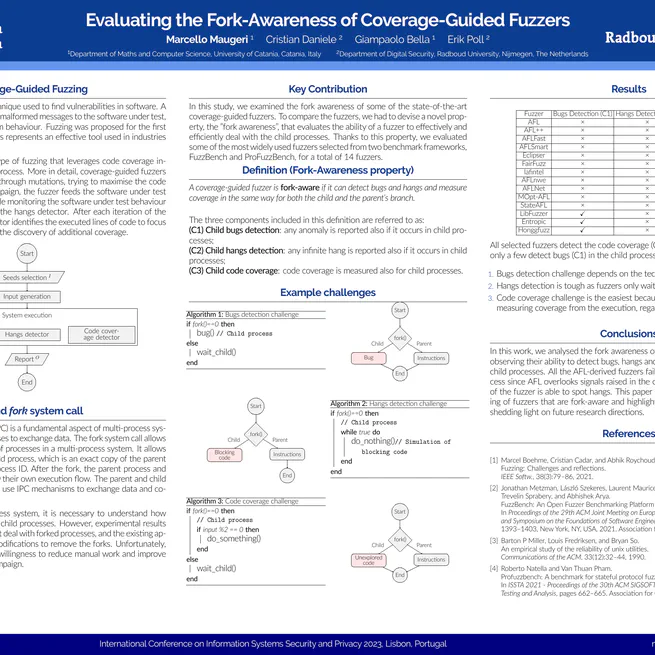 Evaluating the Fork-Awareness of Coverage-Guided Fuzzers
Marcello Maugeri ¹ Cristian Daniele ² Giampaolo Bella ¹ Erik Poll ²
¹Department of Maths and Computer Science, University of Catania, Catania, Italy ²Department of Digital Security, Radboud University, Nijmegen, The Netherlands
Radbou
ge-Guided Fuzzing
nique used to find vulnerabilities in software. A
malformed messages to the software under test,
m behaviour. Fuzzing was proposed for the first
s represents an effective tool used in industries
ype of fuzzing that leverages code coverage in-
process. More in detail, coverage-guided fuzzers
through mutations, trying to maximise the code
paign, the fuzzer feeds the software under test
le monitoring the software under test behaviour
the hangs detector. After each iteration of the
tor identifies the executed lines of code to focus
the discovery of additional coverage.
Start
Seeds selection
Input generation
System execution
Hangs detector
Code cover-
age detector
Report
End
d fork system call
PC) is a fundamental aspect of multi-process sys-
ses to exchange data. The fork system call allows
of processes in a multi-process system. It allows
ld process, which is an exact copy of the parent
ocess ID. After the fork, the parent process and
their own execution flow. The parent and child
use IPC mechanisms to exchange data and co-
ess system, it is necessary to understand how
child processes. However, experimental results
t deal with forked processes, and the existing ap-
odifications to remove the forks. Unfortunately,
willingness to reduce manual work and improve
mpaign.
Key Contribution
In this study, we examined the fork awareness of some of the state-of-the-art
coverage-guided fuzzers. To compare the fuzzers, we had to devise a novel prop-
erty, the "fork awareness", that evaluates the ability of a fuzzer to effectively and
efficiently deal with the child processes. Thanks to this property, we evaluated
some of the most widely used fuzzers selected from two benchmark frameworks,
FuzzBench and ProFuzzBench, for a total of 14 fuzzers.
Definition (Fork-Awareness property)
A coverage-guided fuzzer is fork-aware if it can detect bugs and hangs and measure
coverage in the same way for both the child and the parent's branch.
The three components included in this definition are referred to as:
(C1) Child bugs detection: any anomaly is reported also if it occurs in child pro-
cesses;
(C2) Child hangs detection: any infinite hang is reported also if it occurs in child
processes;
(C3) Child code coverage: code coverage is measured also for child processes.
Example challenges
Algorithm 1: Bugs detection challenge
if fork()==0 then
bug() // Child process
else
wait_child()
end
Start
fork()
Child
Parent
Bug
Instructions
End
Start
fork()
Child
Parent
Blocking
code
Instructions
End
Algorithm 2: Hangs detection challenge
if fork()==0 then
// Child process
while true do
do_nothing()// Simulation of
blocking code
end
end
Algorithm 3: Code coverage challenge
if fork()==0 then
// Child process
if input %2 == 0 then
do_something()
end
else
wait_child()
end
Start
fork()
Child
Parent
Unexplored
code
Instructions
End
Results
Fuzzer Bugs Detection (C1) Hangs Detec
AFL × ×
AFL++ × ×
AFLFast × ×
AFLSmart × ×
Eclipser × ×
FairFuzz × ×
lafintel × ×
AFLnwe × ×
AFLNet × ×
MOpt-AFL × ×
StateAFL × ×
LibFuzzer ✓ ×
Entropic ✓ ×
Honggfuzz ✓ ×
All selected fuzzers detect the code coverage (C
only a few detect bugs (C1) in the child process
1. Bugs detection challenge depends on the tec
2. Hangs detection is tough as fuzzers only wait
3. Code coverage challenge is the easiest becau
measuring coverage from the execution, rega
Conclusions
In this work, we analysed the fork awareness o
observing their ability to detect bugs, hangs and
child processes. All the AFL-derived fuzzers fail
cess since AFL overlooks signals raised in the c
of the fuzzer is able to spot hangs. This paper
ing of fuzzers that are fork-aware and highlight
shedding light on future research directions.
References
[1] Marcel Boehme, Cristian Cadar, and Abhik Roychoud
Fuzzing: Challenges and reflections.
IEEE Softw., 38(3):79–86, 2021.
[2] Jonathan Metzman, László Szekeres, Laurent Maurice
Trevelin Sprabery, and Abhishek Arya.
FuzzBench: An Open Fuzzer Benchmarking Platform
In Proceedings of the 29th ACM Joint Meeting on Europ
and Symposium on the Foundations of Software Engineer
1393–1403, New York, NY, USA, 2021. Association f
[3] Barton P Miller, Louis Fredriksen, and Bryan So.
An empirical study of the reliability of unix utilities.
Communications of the ACM, 33(12):32–44, 1990.
[4] Roberto Natella and Van Thuan Pham.
Profuzzbench: A benchmark for stateful protocol fuz
In ISSTA 2021 - Proceedings of the 30th ACM SIGSOFT
Testing and Analysis, pages 662–665. Association for
International Conference on Information Systems Security and Privacy 2023, Lisbon, Portugal